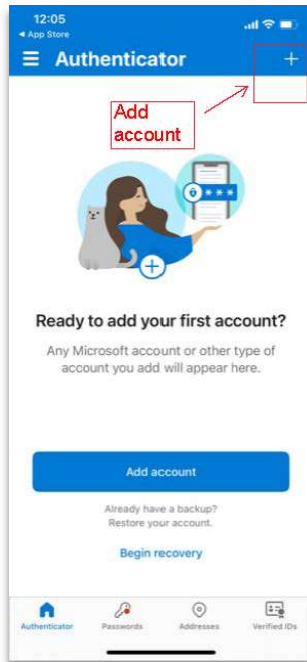 12:05
◀ App Store
Authenticator
Add
account
Ready to add your first account?
Any Microsoft account or other type of
account you add will appear here.
Add account
Already have a backup?
Restore your account.
Begin recovery
Authenticator
Passwords
Addresses
Verified IDs